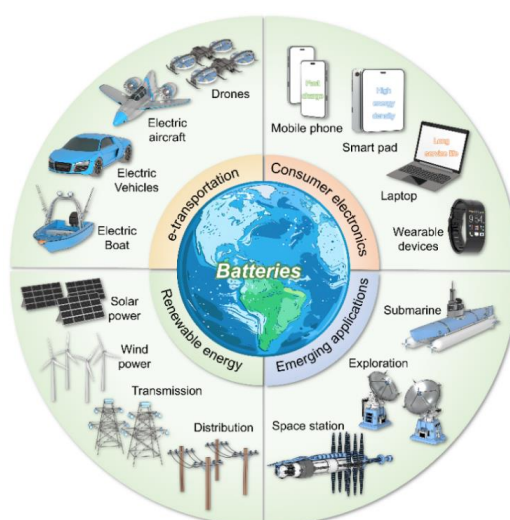 Drones
Electric
aircraft
Electric
Vehicles
Electric
Boat
e-transportation
Fast
charge
Mobile phone
High
energy
density
Smart pad
Long
service life
Laptop
Wearable
devices
Consumer electronics
Batteries
Solar
power
Wind
power
Transmission
Distribution
Renewable energy
Emerging applications
Submarine
Exploration
Space station